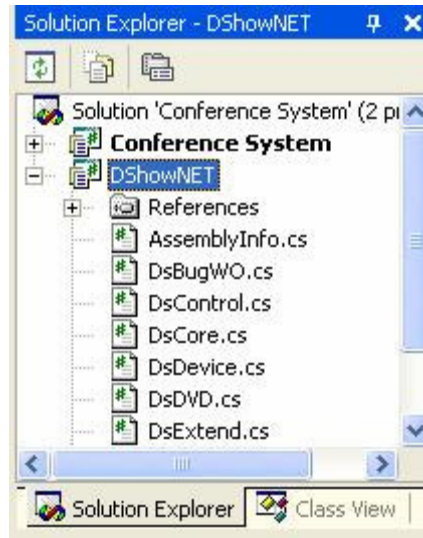 Solution Explorer - DShowNET
Solution 'Conference System' (2 p
Conference System
DShowNET
References
AssemblyInfo.cs
DsBugWO.cs
DsControl.cs
DsCore.cs
DsDevice.cs
DsDVD.cs
DsExtend.cs
Solution Explorer Class View